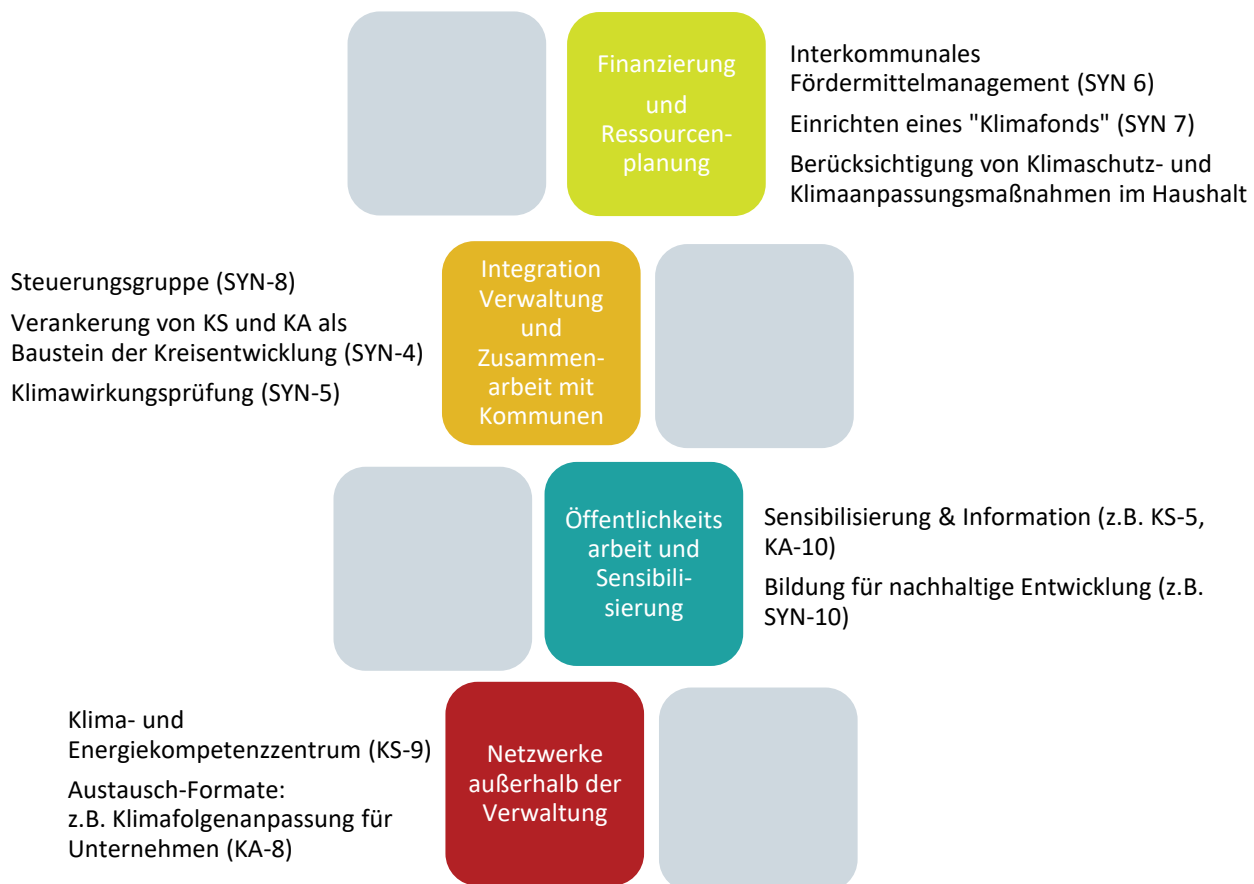 Finanzierung
und
Ressourcen-
planung
Interkommunales
Fördermittelmanagement (SYN 6)
Einrichten eines "Klimafonds" (SYN 7)
Berücksichtigung von Klimaschutz- und
Klimaanpassungsmaßnahmen im Haushalt
Steuerungsgruppe (SYN-8)
Verankerung von KS und KA als
Baustein der Kreisentwicklung (SYN-4)
Klimawirkungsprüfung (SYN-5)
Integration
Verwaltung
und
Zusammen-
arbeit mit
Kommunen
Öffentlichkeits
arbeit und
Sensibili-
sierung
Sensibilisierung & Information (z.B. KS-5,
KA-10)
Bildung für nachhaltige Entwicklung (z.B.
SYN-10)
Klima- und
Energiekompetenzzentrum (KS-9)
Austausch-Formate:
z.B. Klimafolgenanpassung für
Unternehmen (KA-8)
Netzwerke
außerhalb der
Verwaltung